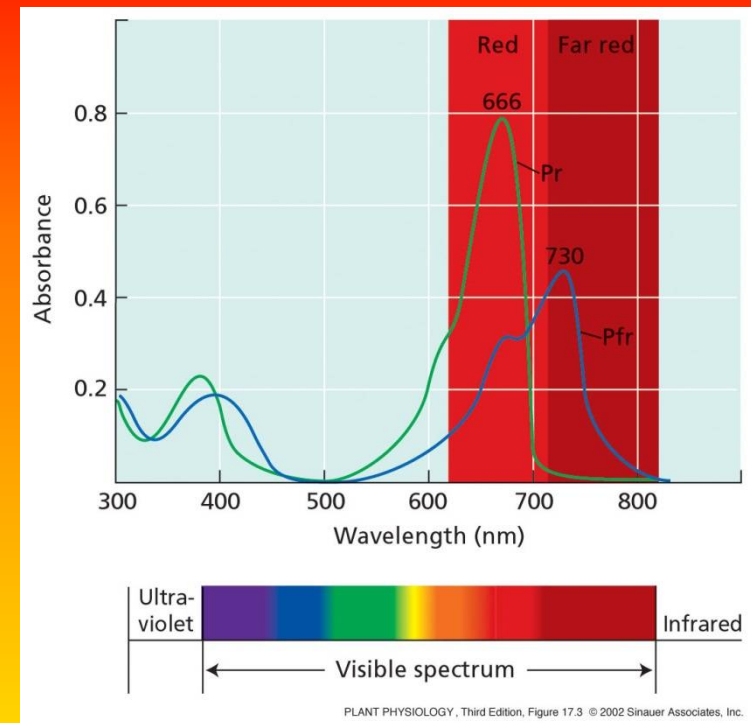 Red Far red
666
Pr
730
Pfr
0.8
0.6
0.4
0.2
Absorbance
300 400 500 600 700 800
Wavelength (nm)
Ultra-
violet
Infrared
Visible spectrum
PLANT PHYSIOLOGY, Third Edition, Figure 17.3 © 2002 Sinauer Associates, Inc.